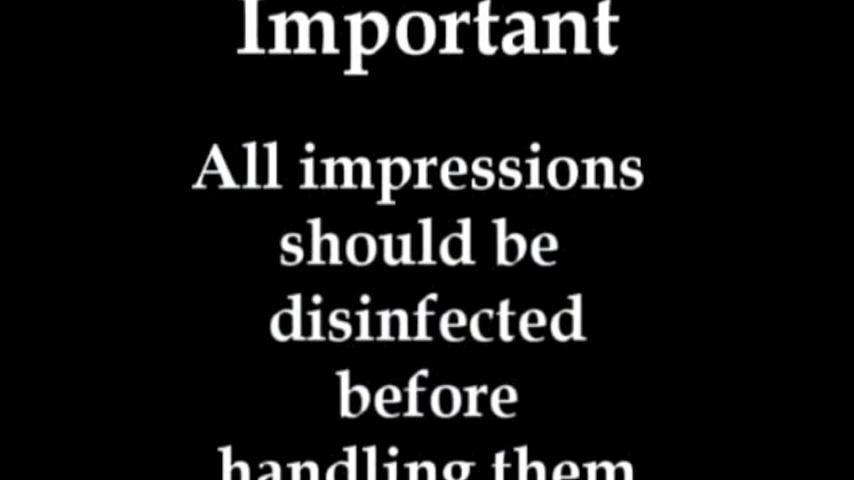 Important
All impressions
should be
disinfected
before
handling them